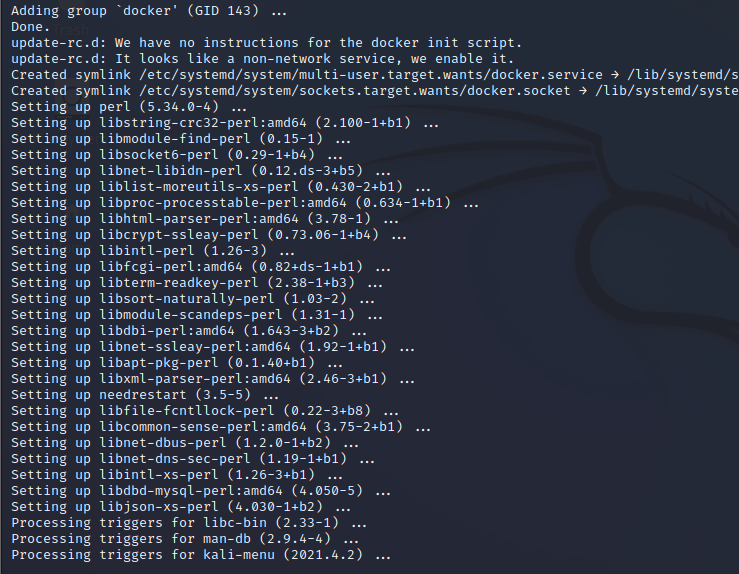 Adding group `docker' (GID 143) ...
Done.
update-rc.d: We have no instructions for the docker init script.
update-rc.d: It looks like a non-network service, we enable it.
Created symlink /etc/systemd/system/multi-user.target.wants/docker.service → /lib/systemd/s
Created symlink /etc/systemd/system/sockets.target.wants/docker.socket → /lib/systemd/syste
Setting up perl (5.34.0-4) ...
Setting up libstring-crc32-perl:amd64 (2.100-1+b1) ...
Setting up libmodule-find-perl (0.15-1) ...
Setting up libsocket6-perl (0.29-1+b4) ...
Setting up libnet-libidn-perl (0.12.ds-3+b5) ...
Setting up liblist-moreutils-xs-perl (0.430-2+b1) ...
Setting up libproc-processtable-perl:amd64 (0.634-1+b1) ...
Setting up libhtml-parser-perl:amd64 (3.78-1) ...
Setting up libcrypt-ssleay-perl (0.73.06-1+b4) ...
Setting up libintl-perl (1.26-3) ...
Setting up libfcgi-perl:amd64 (0.82+ds-1+b1) ...
Setting up libterm-readkey-perl (2.38-1+b3) ...
Setting up libsort-naturally-perl (1.03-2) ...
Setting up libmodule-scandeps-perl (1.31-1) ...
Setting up libdbi-perl:amd64 (1.643-3+b2) ...
Setting up libnet-ssleay-perl:amd64 (1.92-1+b1) ...
Setting up libapt-pkg-perl (0.1.40+b1) ...
Setting up libxml-parser-perl:amd64 (2.46-3+b1) ...
Setting up needrestart (3.5-5) ...
Setting up libfile-fcntllock-perl (0.22-3+b8) ...
Setting up libcommon-sense-perl:amd64 (3.75-2+b1) ...
Setting up libnet-dbus-perl (1.2.0-1+b2) ...
Setting up libnet-dns-sec-perl (1.19-1+b1) ...
Setting up libintl-xs-perl (1.26-3+b1) ...
Setting up libdbd-mysql-perl:amd64 (4.050-5) ...
Setting up libjson-xs-perl (4.030-1+b2) ...
Processing triggers for libc-bin (2.33-1) ...
Processing triggers for man-db (2.9.4-4) ...
Processing triggers for kali-menu (2021.4.2) ...